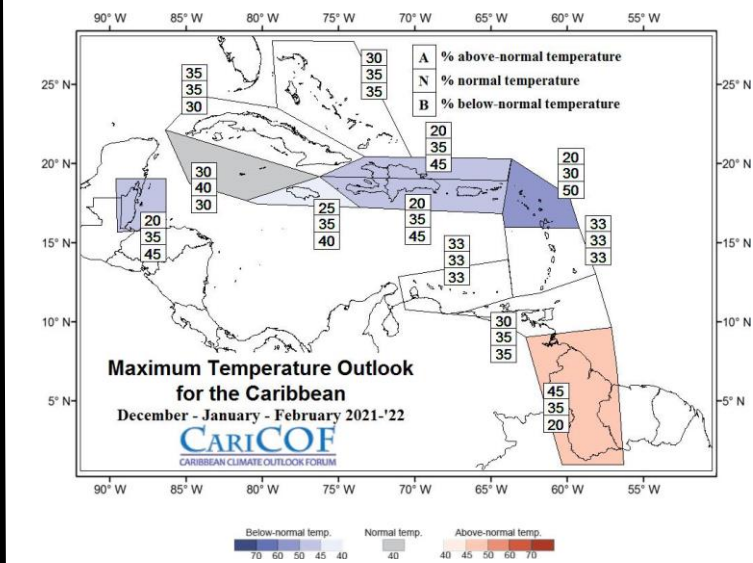 90° W 85° W 80° W 75° W 70° W 65° W 60° W 55° W
A % above-normal temperature
N % normal temperature
B % below-normal temperature
25° N
20° N
15° N
10° N
5° N
25° N
20° N
15° N
10° N
5° N
35
35
30
30
35
35
20
35
45
20
30
50
30
40
30
20
35
45
25
35
40
20
35
45
33
33
33
33
33
33
30
35
35
45
35
20
Maximum Temperature Outlook
for the Caribbean
December - January - February 2021-'22
CARICOF
CARIBBEAN CLIMATE OUTLOOK FORUM
90° W 85° W 80° W 75° W 70° W 65° W 60° W 55° W
Below-normal temp. Normal temp. Above-normal temp.
70 60 50 45 40 40 40 45 50 60 70